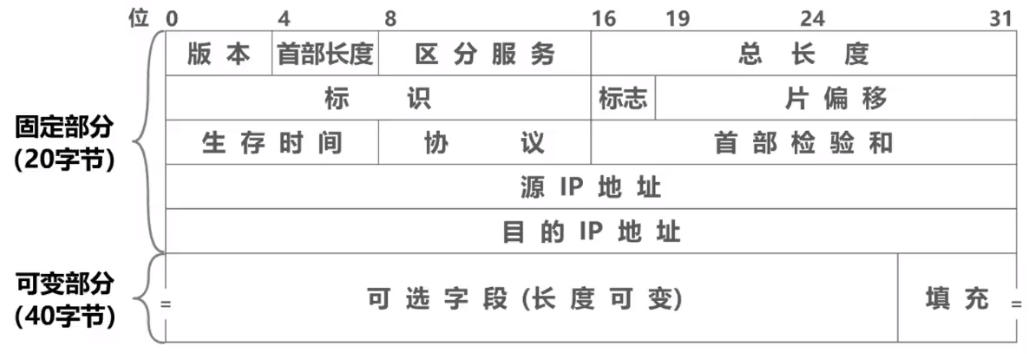 位 0 4 8 16 19 24 31
版本 首部长度 区分服务 总长度
标识 标志 片偏移
固定部分
(20字节)
生存时间 协议 首部检验和
源 IP 地址
目的 IP 地址
可变部分
(40字节)
= 可选字段 (长度可变) 填充 =